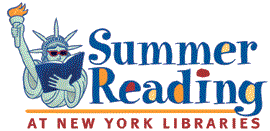 Summer
Reading
AT NEW YORK LIBRARIES